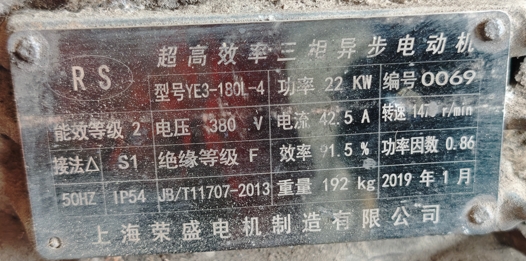 超高效率三相异步电动机
RS
型号YE3-180L-4 功率 22 KW 编号 0069
能效等级 2 电压 380 V 电流 42.5 A 转速 r/min
接法△ S1 绝缘等级 F 效率 91.5 % 功率因数 0.86
50HZ IP54 JB/T11707-2013 重量 192 kg 2019 年 1 月
上海荣盛电机制造有限公司